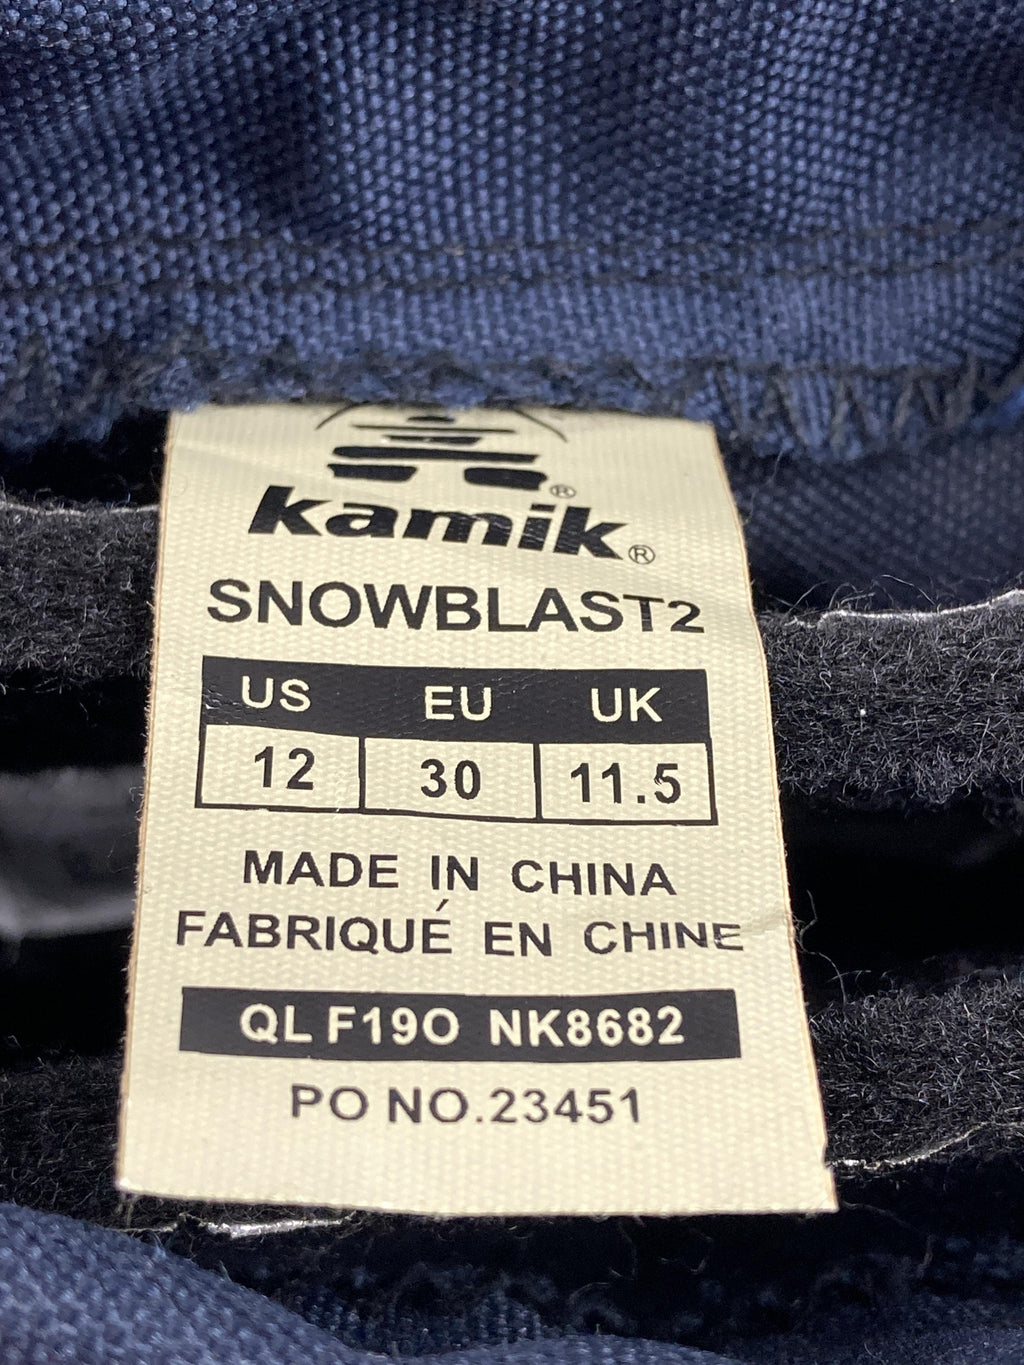 ®
kamik®
SNOWBLAST2
US EU UK
12 30 11.5
MADE IN CHINA
FABRIQUÉ EN CHINE
QL F19O NK8682
PO NO.23451